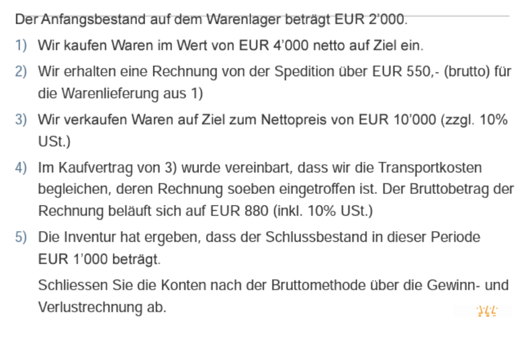 Der Anfangsbestand auf dem Warenlager beträgt EUR 2'000.
1) Wir kaufen Waren im Wert von EUR 4'000 netto auf Ziel ein.
2) Wir erhalten eine Rechnung von der Spedition über EUR 550,- (brutto) für
die Warenlieferung aus 1)
3) Wir verkaufen Waren auf Ziel zum Nettopreis von EUR 10'000 (zzgl. 10%
USt.)
4) Im Kaufvertrag von 3) wurde vereinbart, dass wir die Transportkosten
begleichen, deren Rechnung soeben eingetroffen ist. Der Bruttobetrag der
Rechnung beläuft sich auf EUR 880 (inkl. 10% USt.)
5) Die Inventur hat ergeben, dass der Schlussbestand in dieser Periode
EUR 1'000 beträgt.
Schliessen Sie die Konten nach der Bruttomethode über die Gewinn- und
Verlustrechnung ab.